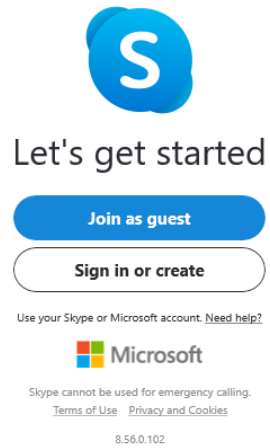 S
Let's get started
Join as guest
Sign in or create
Use your Skype or Microsoft account. Need help?
Microsoft
Skype cannot be used for emergency calling.
Terms of Use Privacy and Cookies
8.56.0.102